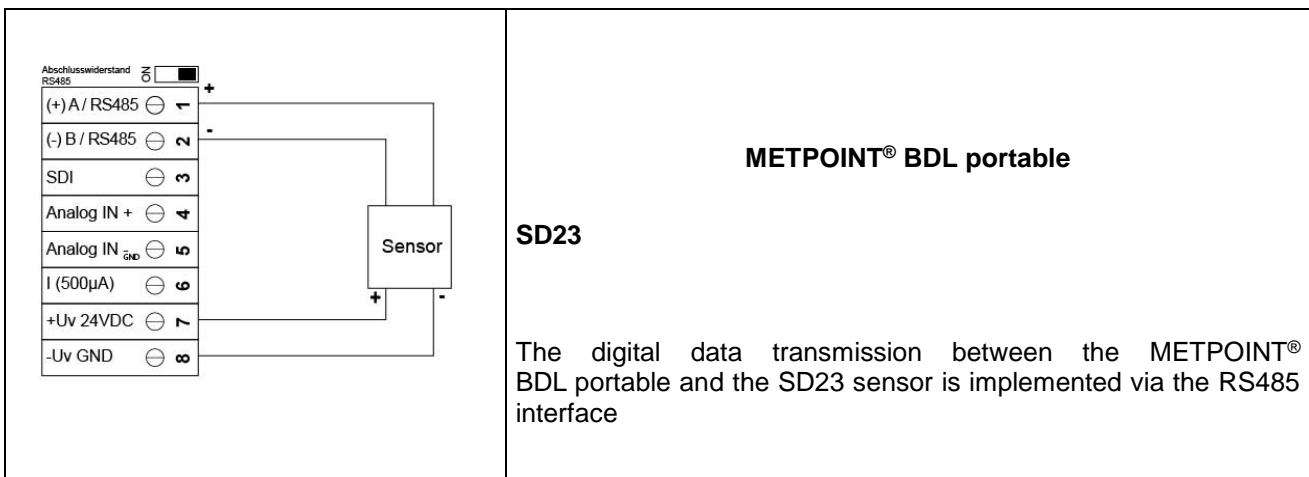 Abschlusswiderstand
RS485
ON
+
(+) A / RS485 1
-
(-) B / RS485 2
SDI 3
Analog IN + 4
Analog IN - GND 5
I (500µA) 6
+Uv 24VDC 7
-Uv GND 8
Sensor
+ -
METPOINT® BDL portable
SD23
The digital data transmission between the METPOINT®
BDL portable and the SD23 sensor is implemented via the RS485
interface